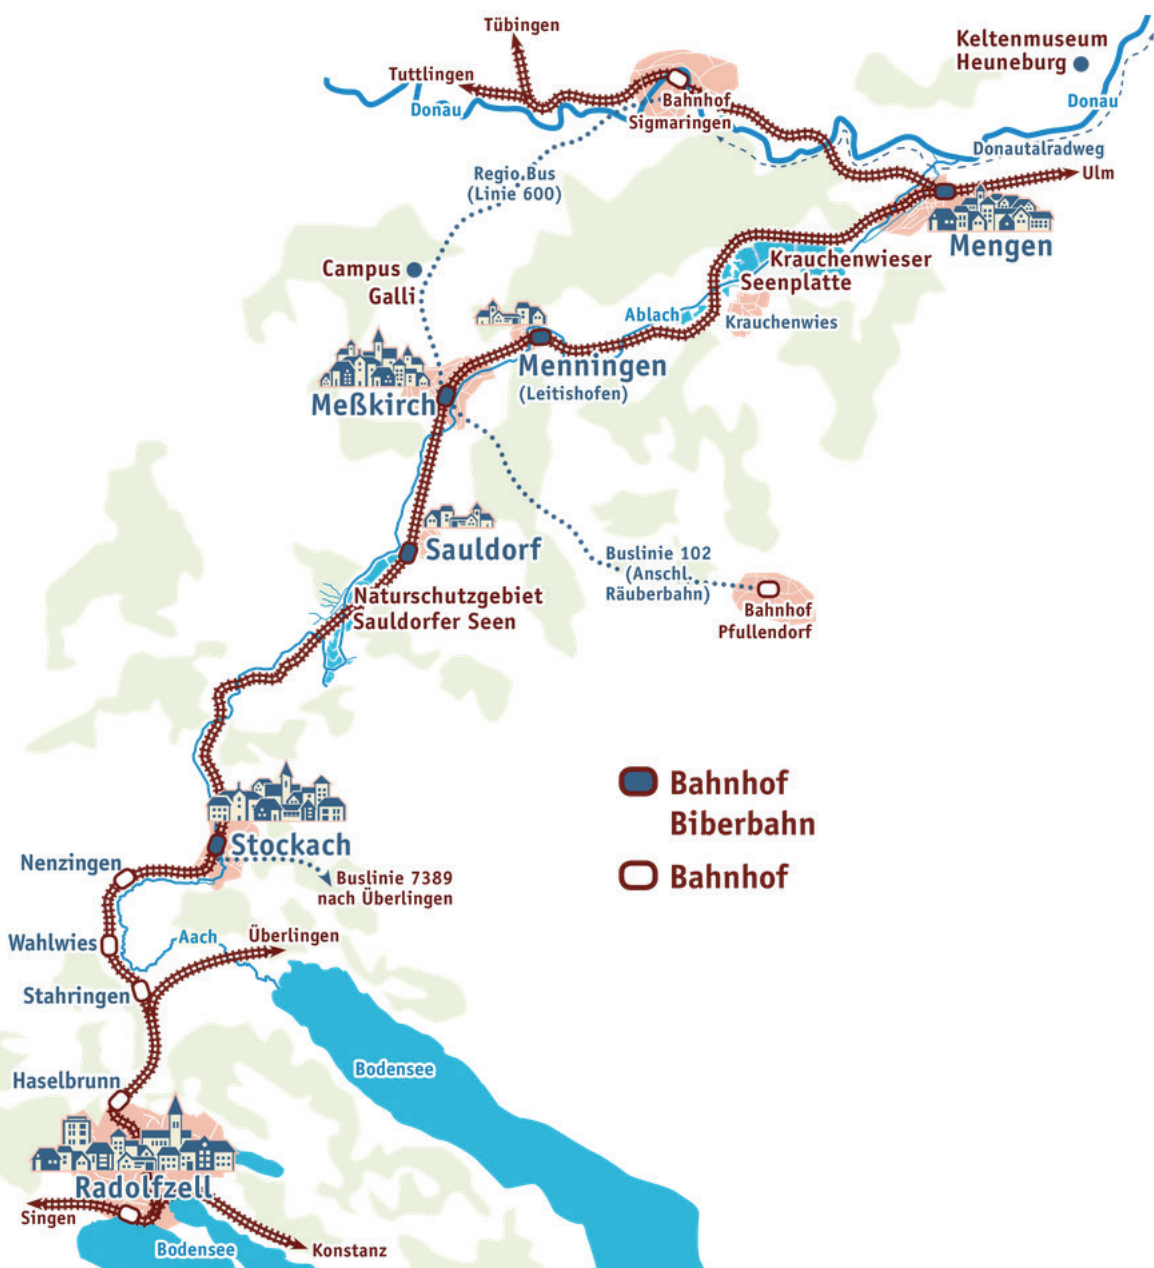 Tübingen
Keltenmuseum
Heuneburg
Tuttlingen
Donau
Bahnhof
Sigmaringen
Donau
Donautalradweg
Ulm
Regio Bus
(Linie 600)
Mengen
Krauchenwieser
Seenplatte
Campus
Galli
Ablach
Krauchenwies
Menningen
(Leitishofen)
Meßkirch
Sauldorf
Buslinie 102
(Anschl.
Räuberbahn)
Naturschutzgebiet
Sauldorfer Seen
Bahnhof
Pfullendorf
Bahnhof
Biberbahn
Bahnhof
Stockach
Nenzingen
Buslinie 7389
nach Überlingen
Wahlwies
Aach
Überlingen
Stahringen
Bodensee
Haselbrunn
Radolfzell
Singen
Bodensee
Konstanz